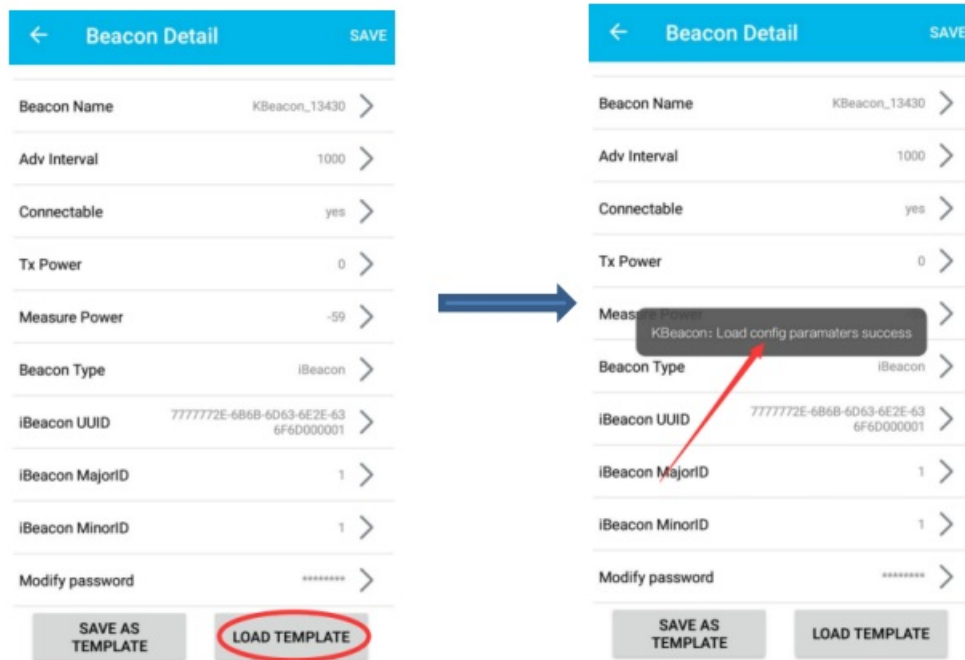 Beacon Detail SAVE
Beacon Name KBeacon_13430
Adv Interval 1000
Connectable yes
Tx Power 0
Measure Power -59
Beacon Type iBeacon
iBeacon UUID 7777772E-6B6B-6D63-6E2E-63
6F6D000001
iBeacon MajorID 1
iBeacon MinorID 1
Modify password ********
SAVE AS
TEMPLATE
LOAD TEMPLATE
Beacon Detail SAVE
Beacon Name KBeacon_13430
Adv Interval 1000
Connectable yes
Tx Power 0
Measure Power
KBeacon: Load config paramaters success
Beacon Type iBeacon
iBeacon UUID 7777772E-6B6B-6D63-6E2E-63
6F6D000001
iBeacon MajorID 1
iBeacon MinorID 1
Modify password ********
SAVE AS
TEMPLATE
LOAD TEMPLATE